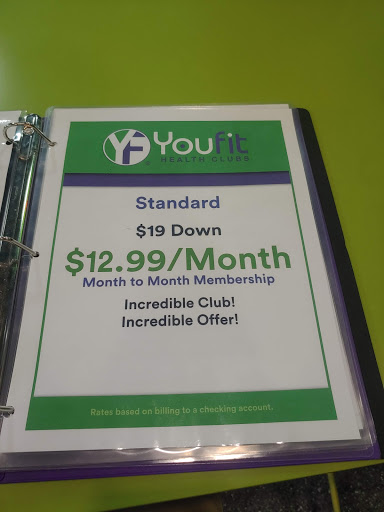 YF Youfit
HEALTH CLUBS
Standard
$19 Down
$12.99/Month
Month to Month Membership
Incredible Club!
Incredible Offer!
Rates based on billing to a checking account.